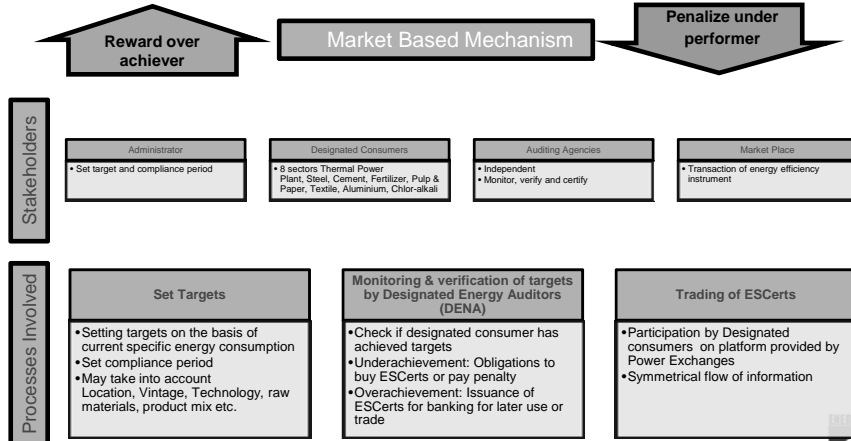 Reward over
achiever
Market Based Mechanism
Penalize under
performer
Stakeholders
Administrator
• Set target and compliance period
Designated Consumers
• 8 sectors Thermal Power
Plant, Steel, Cement, Fertilizer, Pulp &
Paper, Textile, Aluminium, Chlor-alkali
Auditing Agencies
• Independent
• Monitor, verify and certify
Market Place
• Transaction of energy efficiency
instrument
Processes Involved
Set Targets
•Setting targets on the basis of
current specific energy consumption
•Set compliance period
•May take into account
Location, Vintage, Technology, raw
materials, product mix etc.
Monitoring & verification of targets
by Designated Energy Auditors
(DENA)
•Check if designated consumer has
achieved targets
•Underachievement: Obligations to
buy ESCerts or pay penalty
•Overachievement: Issuance of
ESCerts for banking for later use or
trade
Trading of ESCerts
•Participation by Designated
consumers on platform provided by
Power Exchanges
•Symmetrical flow of information